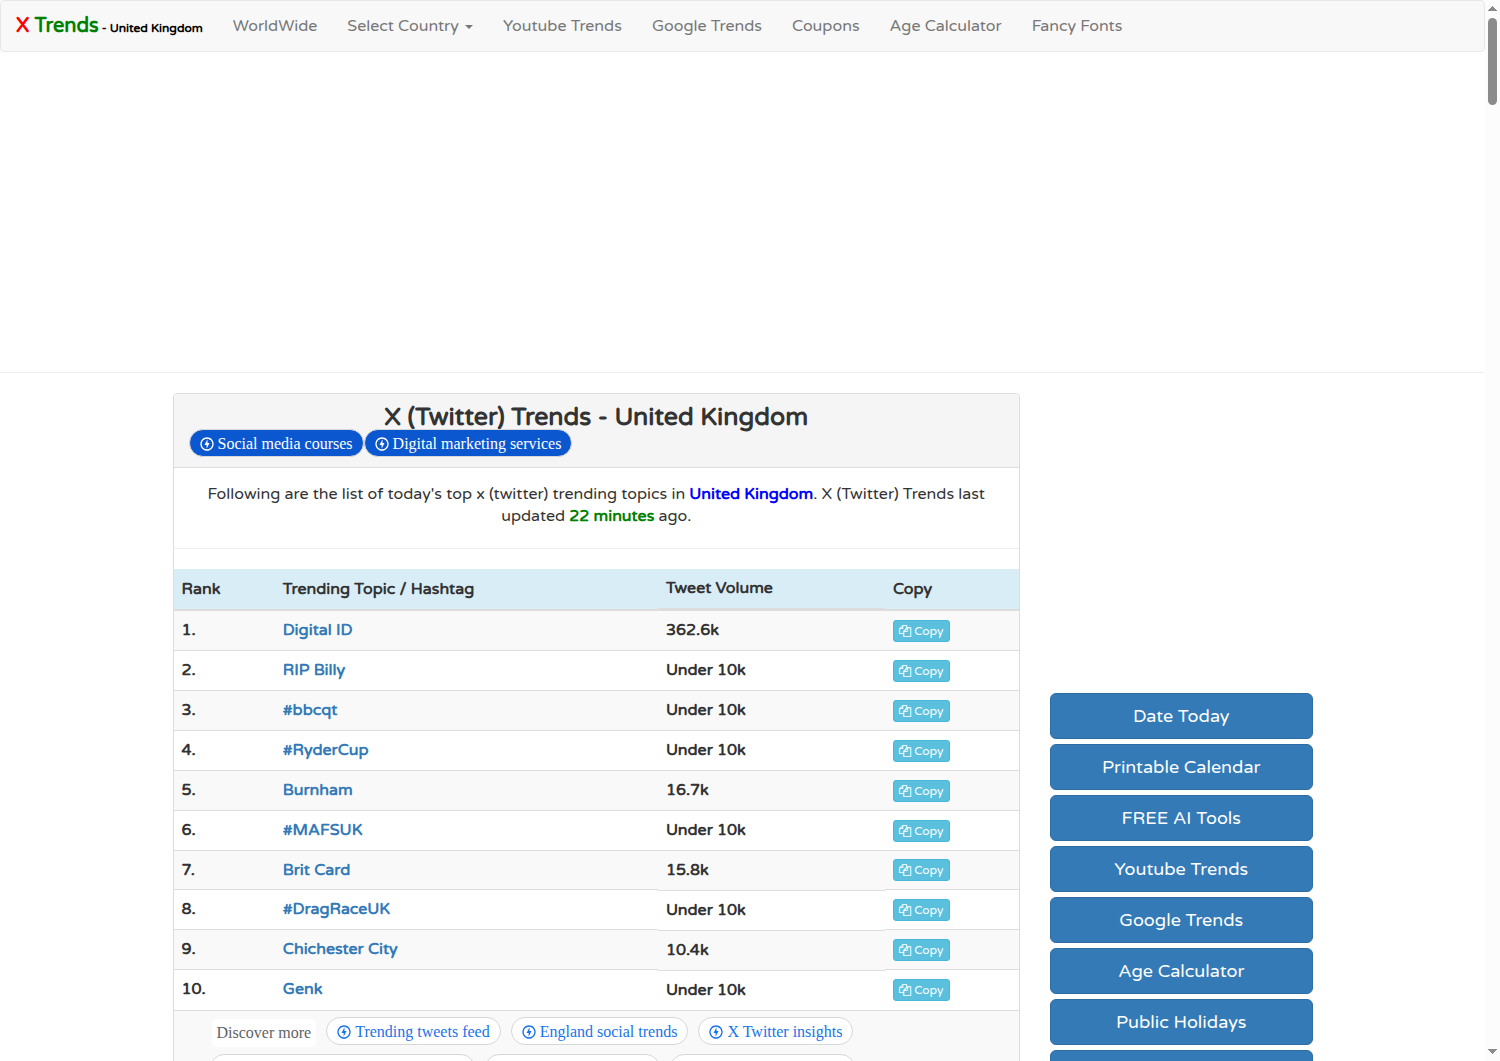 X Trends - United Kingdom WorldWide Select Country Youtube Trends Google Trends Coupons Age Calculator Fancy Fonts
X (Twitter) Trends - United Kingdom
Social media courses Digital marketing services
Following are the list of today's top x (twitter) trending topics in United Kingdom. X (Twitter) Trends last
updated 22 minutes ago.
Rank Trending Topic / Hashtag Tweet Volume Copy
1. Digital ID 362.6k Copy
2. RIP Billy Under 10k Copy
3. #bbcqt Under 10k Copy
4. #RyderCup Under 10k Copy
5. Burnham 16.7k Copy
6. #MAFSUK Under 10k Copy
7. Brit Card 15.8k Copy
8. #DragRaceUK Under 10k Copy
9. Chichester City 10.4k Copy
10. Genk Under 10k Copy
Discover more Trending tweets feed England social trends X Twitter insights
Date Today
Printable Calendar
FREE AI Tools
Youtube Trends
Google Trends
Age Calculator
Public Holidays